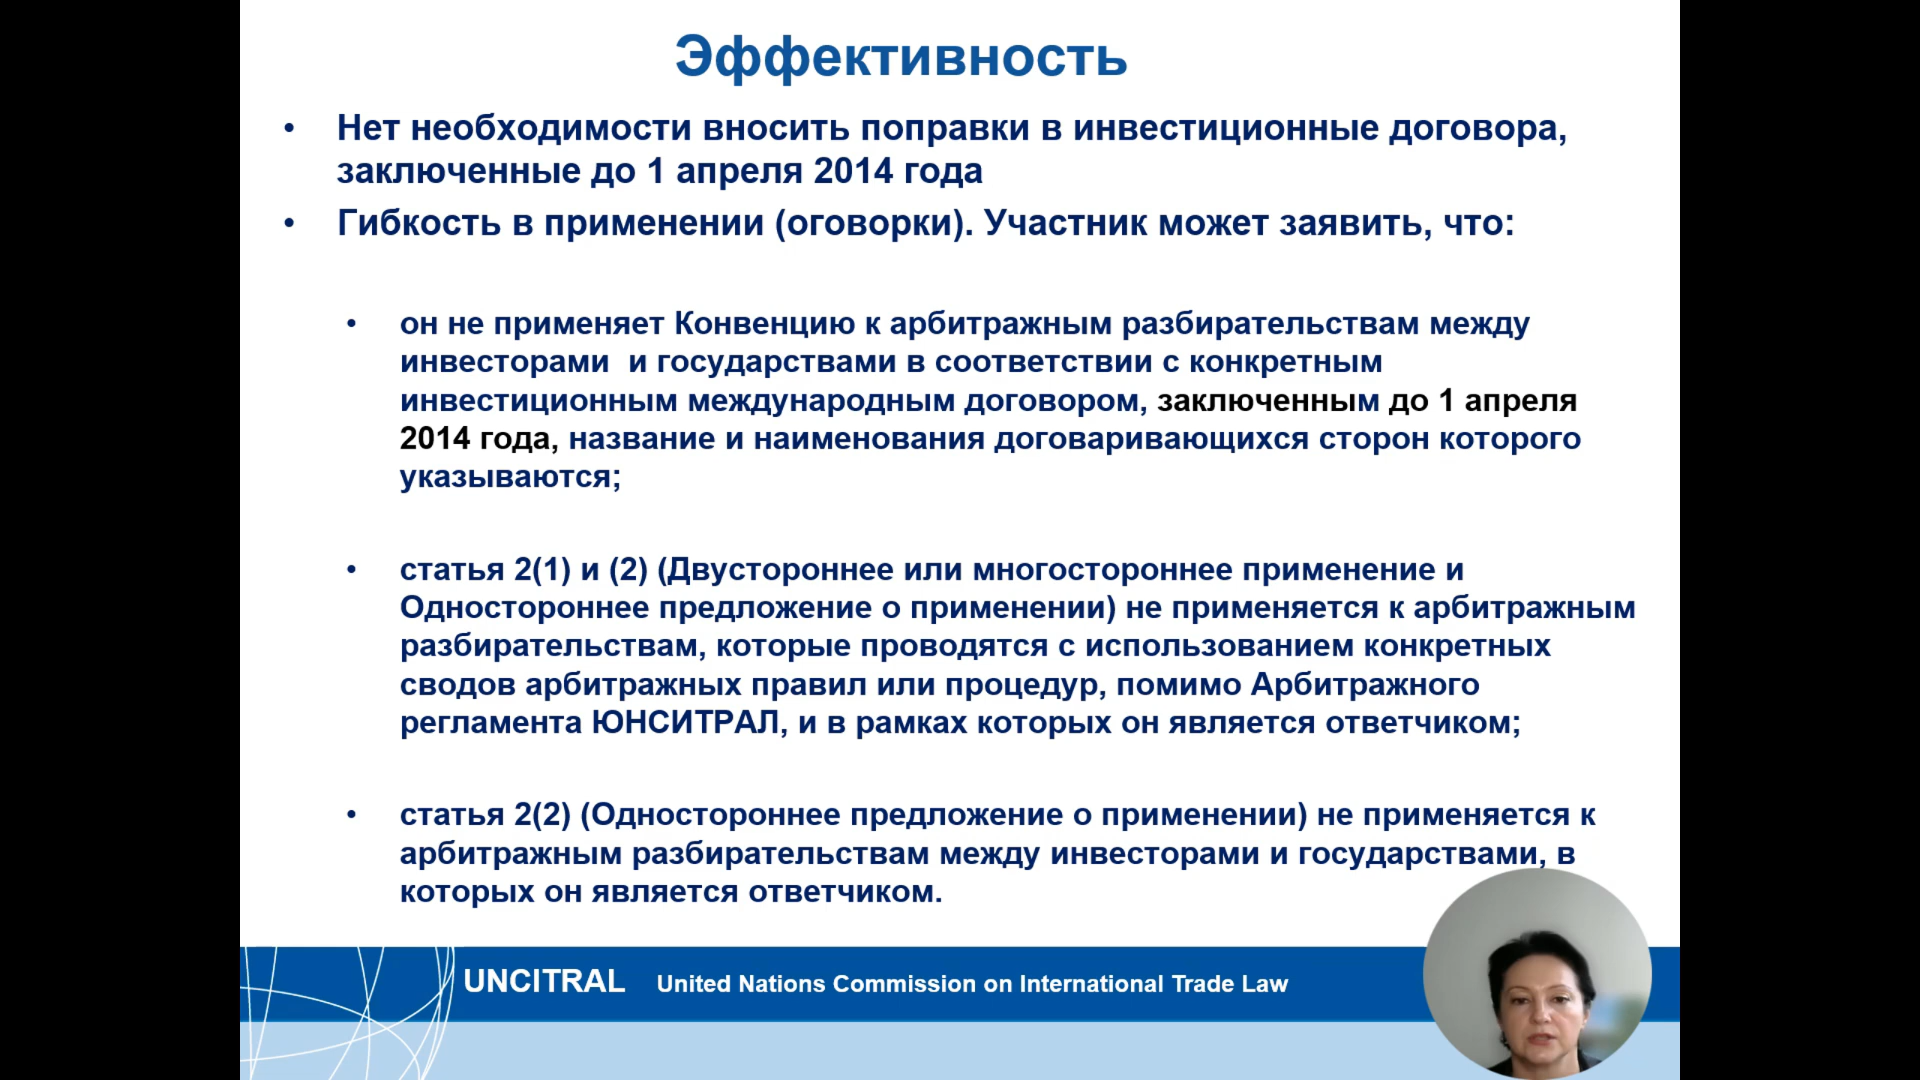 Эффективность
• Нет необходимости вносить поправки в инвестиционные договора,
заключенные до 1 апреля 2014 года
• Гибкость в применении (оговорки). Участник может заявить, что:
• он не применяет Конвенцию к арбитражным разбирательствам между
инвесторами и государствами в соответствии с конкретным
инвестиционным международным договором, заключенным до 1 апреля
2014 года, название и наименования договаривающихся сторон которого
указываются;
• статья 2(1) и (2) (Двустороннее или многостороннее применение и
Одностороннее предложение о применении) не применяется к арбитражным
разбирательствам, которые проводятся с использованием конкретных
сводов арбитражных правил или процедур, помимо Арбитражного
регламента ЮНСИТРАЛ, и в рамках которых он является ответчиком;
• статья 2(2) (Одностороннее предложение о применении) не применяется к
арбитражным разбирательствам между инвесторами и государствами, в
которых он является ответчиком.
UNCITRAL United Nations Commission on International Trade Law